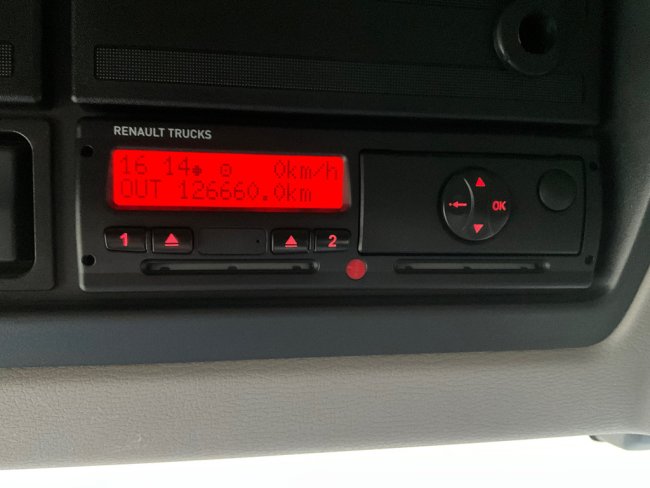 RENAULT TRUCKS
16 14 0km/h
OUT 126660.0km
1 2
OK